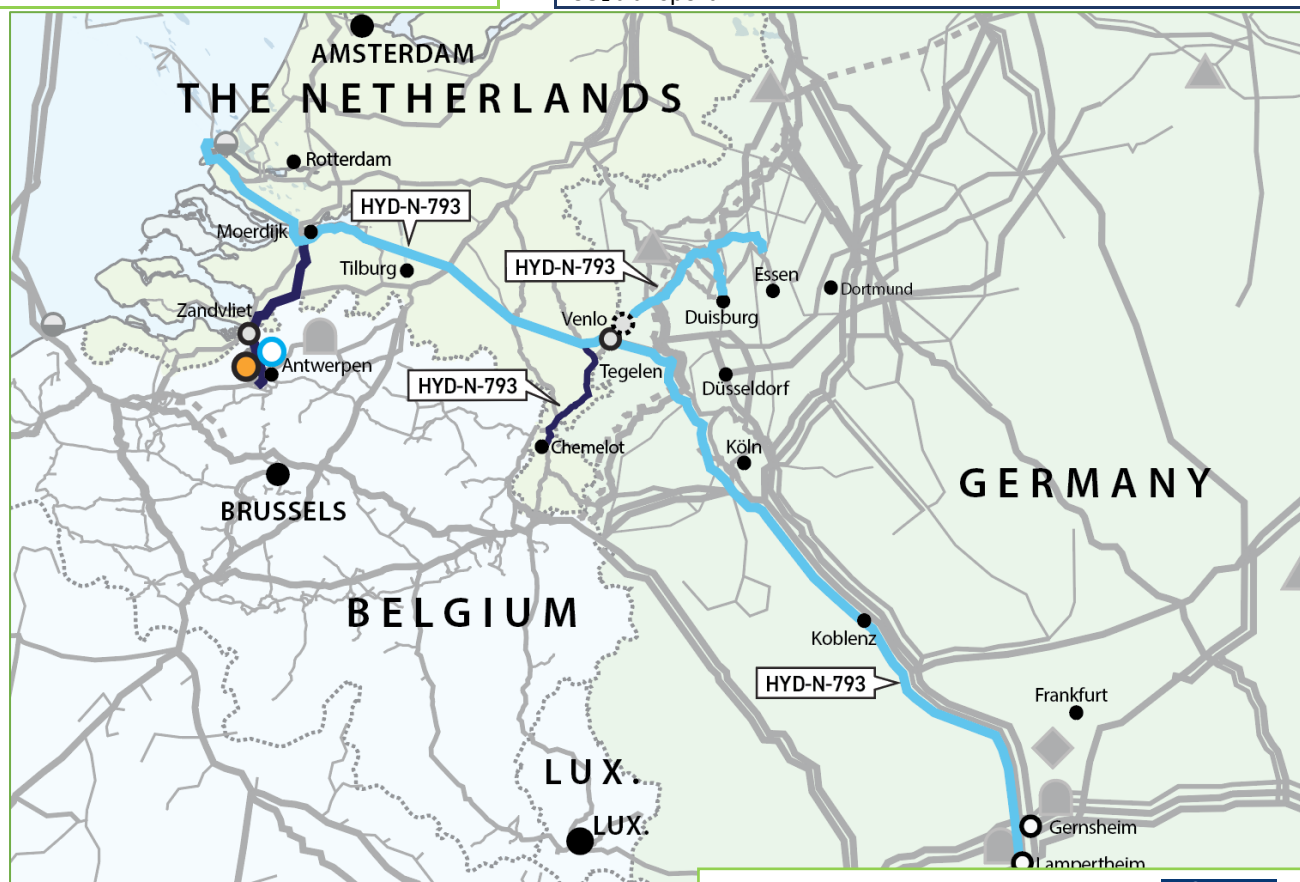 AMSTERDAM
THE NETHERLANDS
Rotterdam
HYD-N-793
Moerdijk
HYD-N-793
Tilburg
Essen
Dortmund
Zandvliet
Venlo
Duisburg
Antwerpen
Tegelen
HYD-N-793
Düsseldorf
Chemelot
Köln
BRUSSELS
GERMANY
BELGIUM
Koblenz
HYD-N-793
Frankfurt
LUX.
LUX.
Gernsheim
Lampertheim